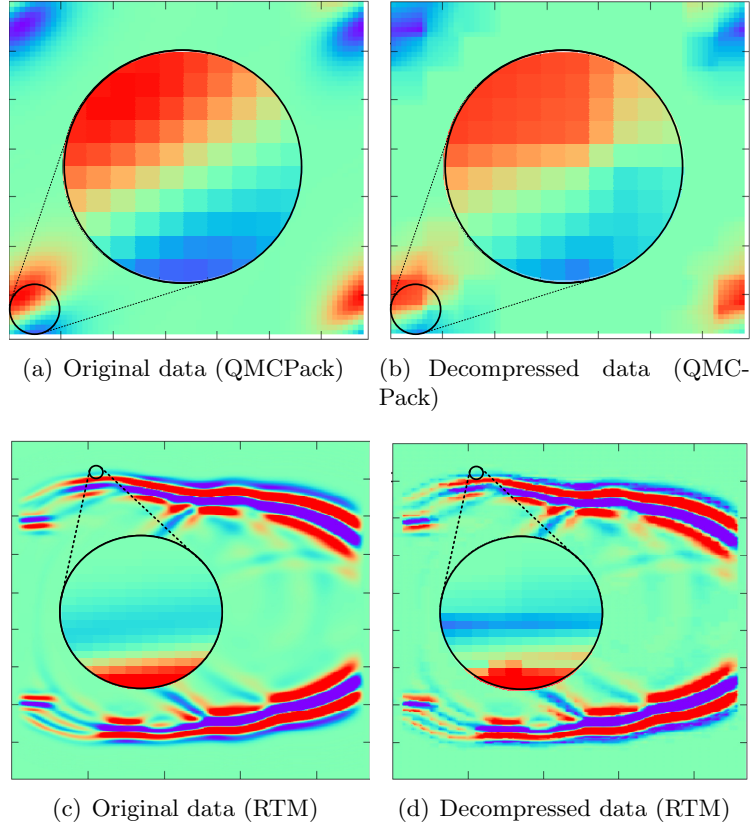 (a) Original data (QMCPack)
(b) Decompressed data (QMC-
Pack)
(c) Original data (RTM)
(d) Decompressed data (RTM)